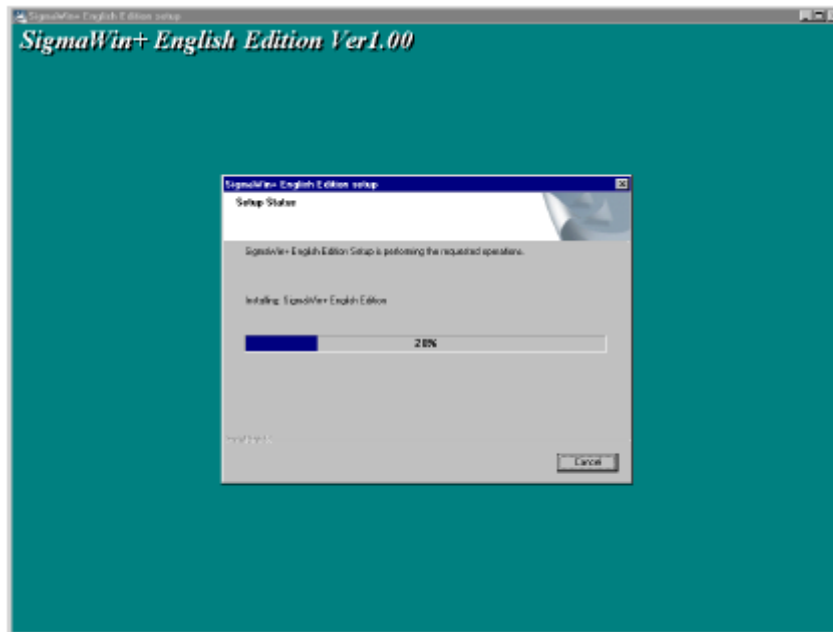 SigmaWin+ English Edition setup
SigmaWin+ English Edition Ver1.00
SigmaWin+ English Edition setup
Setup Status
SigmaWin+ English Edition Setup is performing the requested operations.
Installing: SigmaWin+ English Edition
20%
Cancel